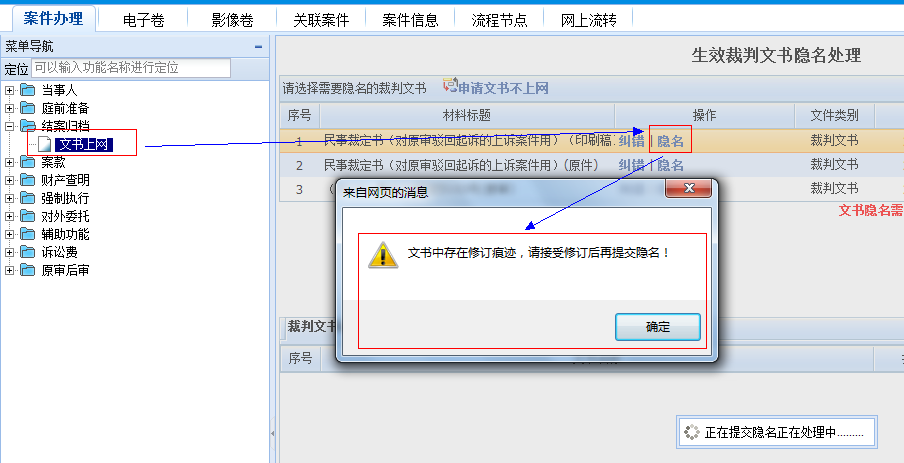 案件办理 电子卷 影像卷 关联案件 案件信息 流程节点 网上流转
菜单导航
定位 可以输入功能名称进行定位
当事人
庭前准备
结案归档
文书上网
案款
财产查明
强制执行
对外委托
辅助功能
诉讼费
原审后审
生效裁判文书隐名处理
请选择需要隐名的裁判文书 申请文书不上网
序号 材料标题 操作 文件类别
1 民事裁定书（对原审驳回起诉的上诉案件用）（印刷稿... 纠错 | 隐名 裁判文书
2 民事裁定书（对原审驳回起诉的上诉案件用）（原件） 纠错 | 隐名 裁判文书
3 裁判文书
文书隐名需
来自网页的消息
文书中存在修订痕迹，请接受修订后再提交隐名！
确定
裁判文书
序号
正在提交隐名正在处理中.........